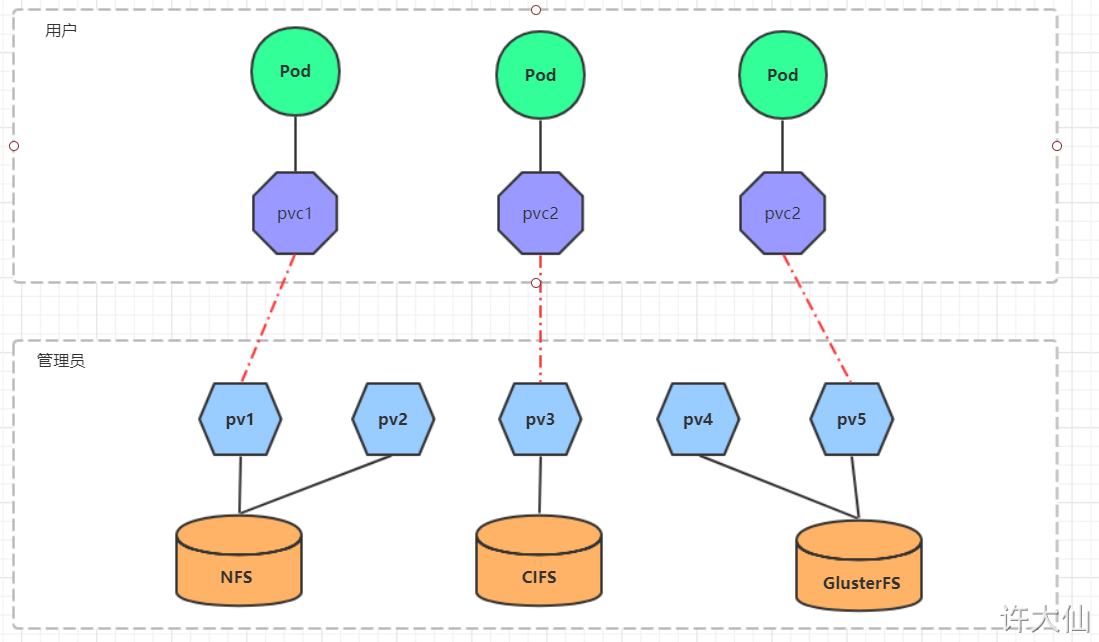 用户
Pod
Pod
Pod
pvc1
pvc2
pvc2
管理员
pv1
pv2
pv3
pv4
pv5
NFS
CIFS
GlusterFS
许大仙